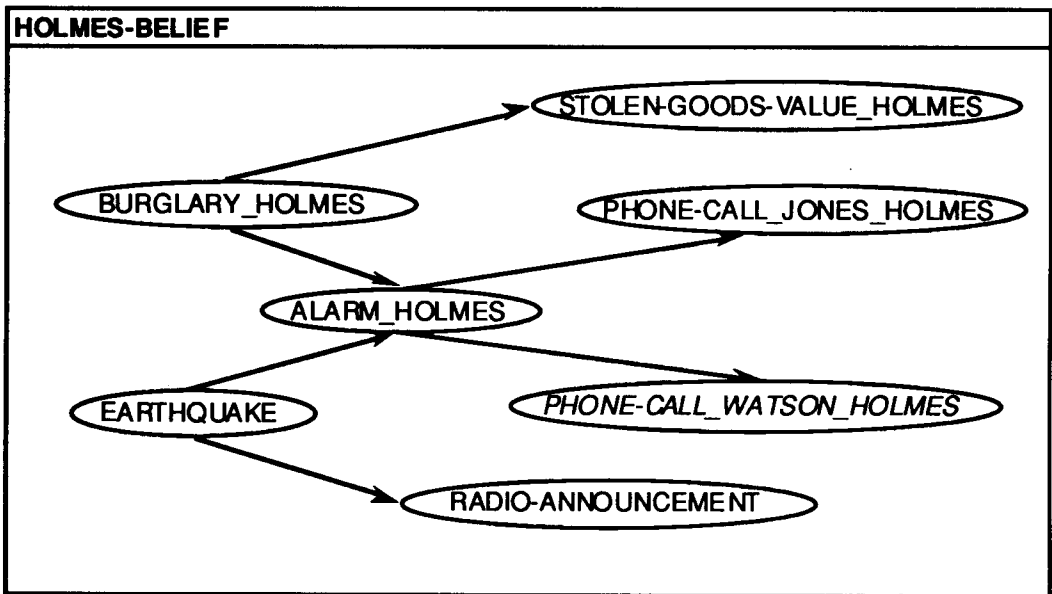 HOLMES-BELIEF
STOLEN-GOODS-VALUE_HOLMES
BURGLARY_HOLMES
PHONE-CALL_JONES_HOLMES
ALARM_HOLMES
EARTHQUAKE
PHONE-CALL_WATSON_HOLMES
RADIO-ANNOUNCEMENT